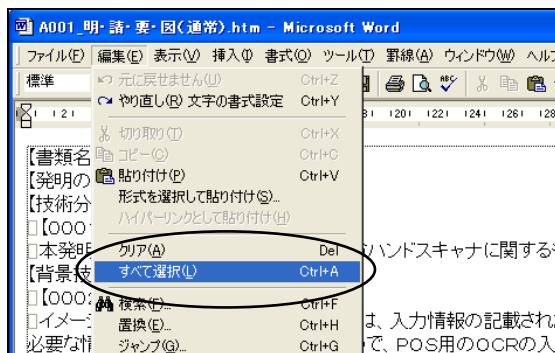 A001_明・請・要・図(通常).htm - Microsoft Word
ファイル(F) 編集(E) 表示(V) 挿入(I) 書式(O) ツール(T) 罫線(A) ウィンドウ(W) ヘル
標準
元に戻せません(U) Ctrl+Z
やり直し(R) 文字の書式設定 Ctrl+Y
切り取り(T) Ctrl+X
コピー(C) Ctrl+C
貼り付け(P) Ctrl+V
形式を選択して貼り付け(S)...
ハイパーリンクとして貼り付け(H)
クリア(A) Del
すべて選択(L) Ctrl+A
検索(F)... Ctrl+F
置換(E)... Ctrl+H
ジャンプ(G)... Ctrl+G
|2| |20| |22| |24| |26| |28
【書類名
【発明の
【技術分
【000
本発明 ハンドスキャナに関する
【背景技
【0002
イメー は、入力情報の記載され
必要な情 で、POS用のOCRの入